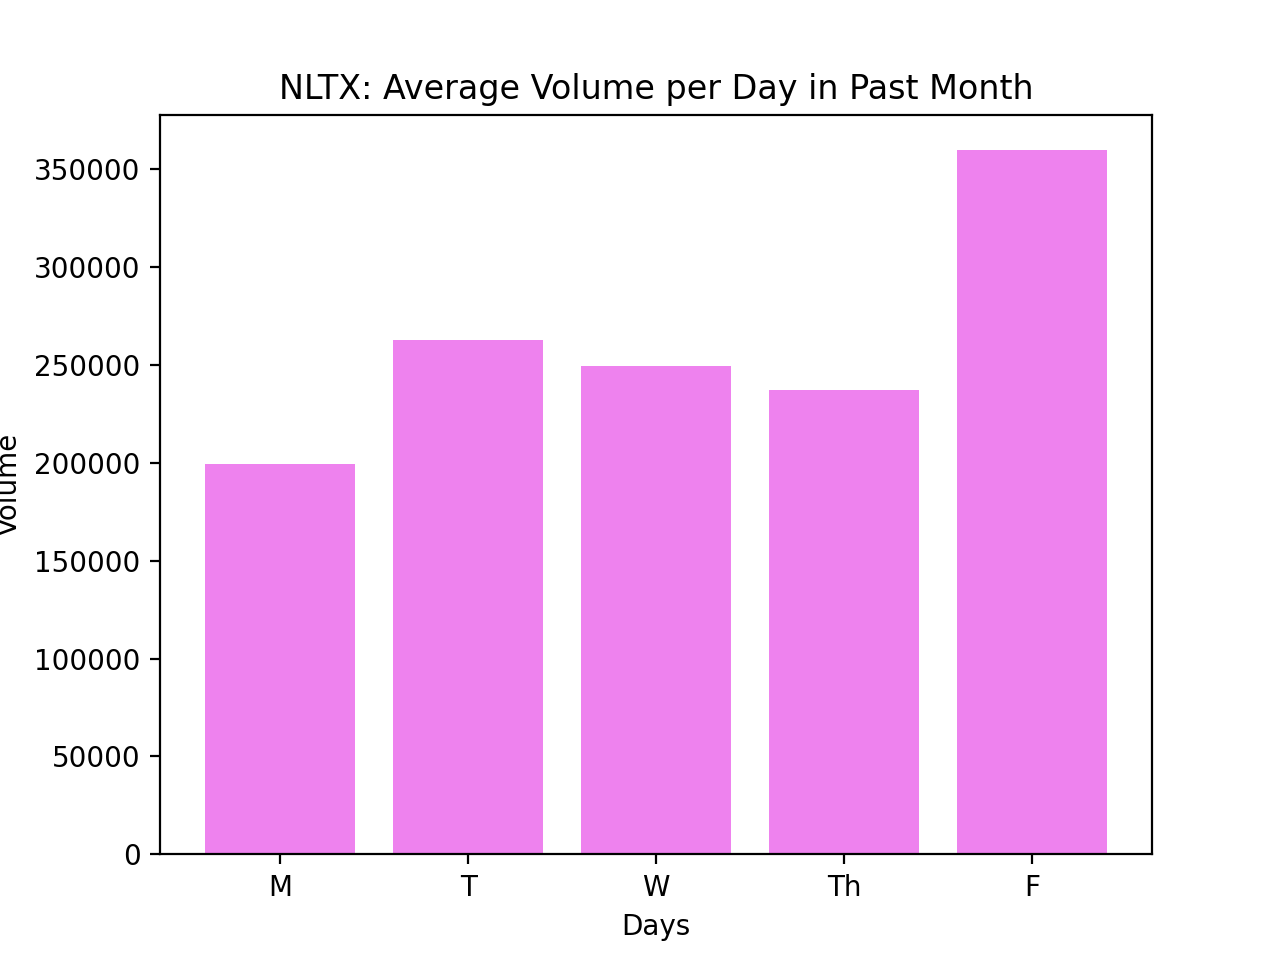 NLTX: Average Volume per Day in Past Month
350000
300000
250000
200000
150000
100000
50000
0
Volume
M T W Th F
Days